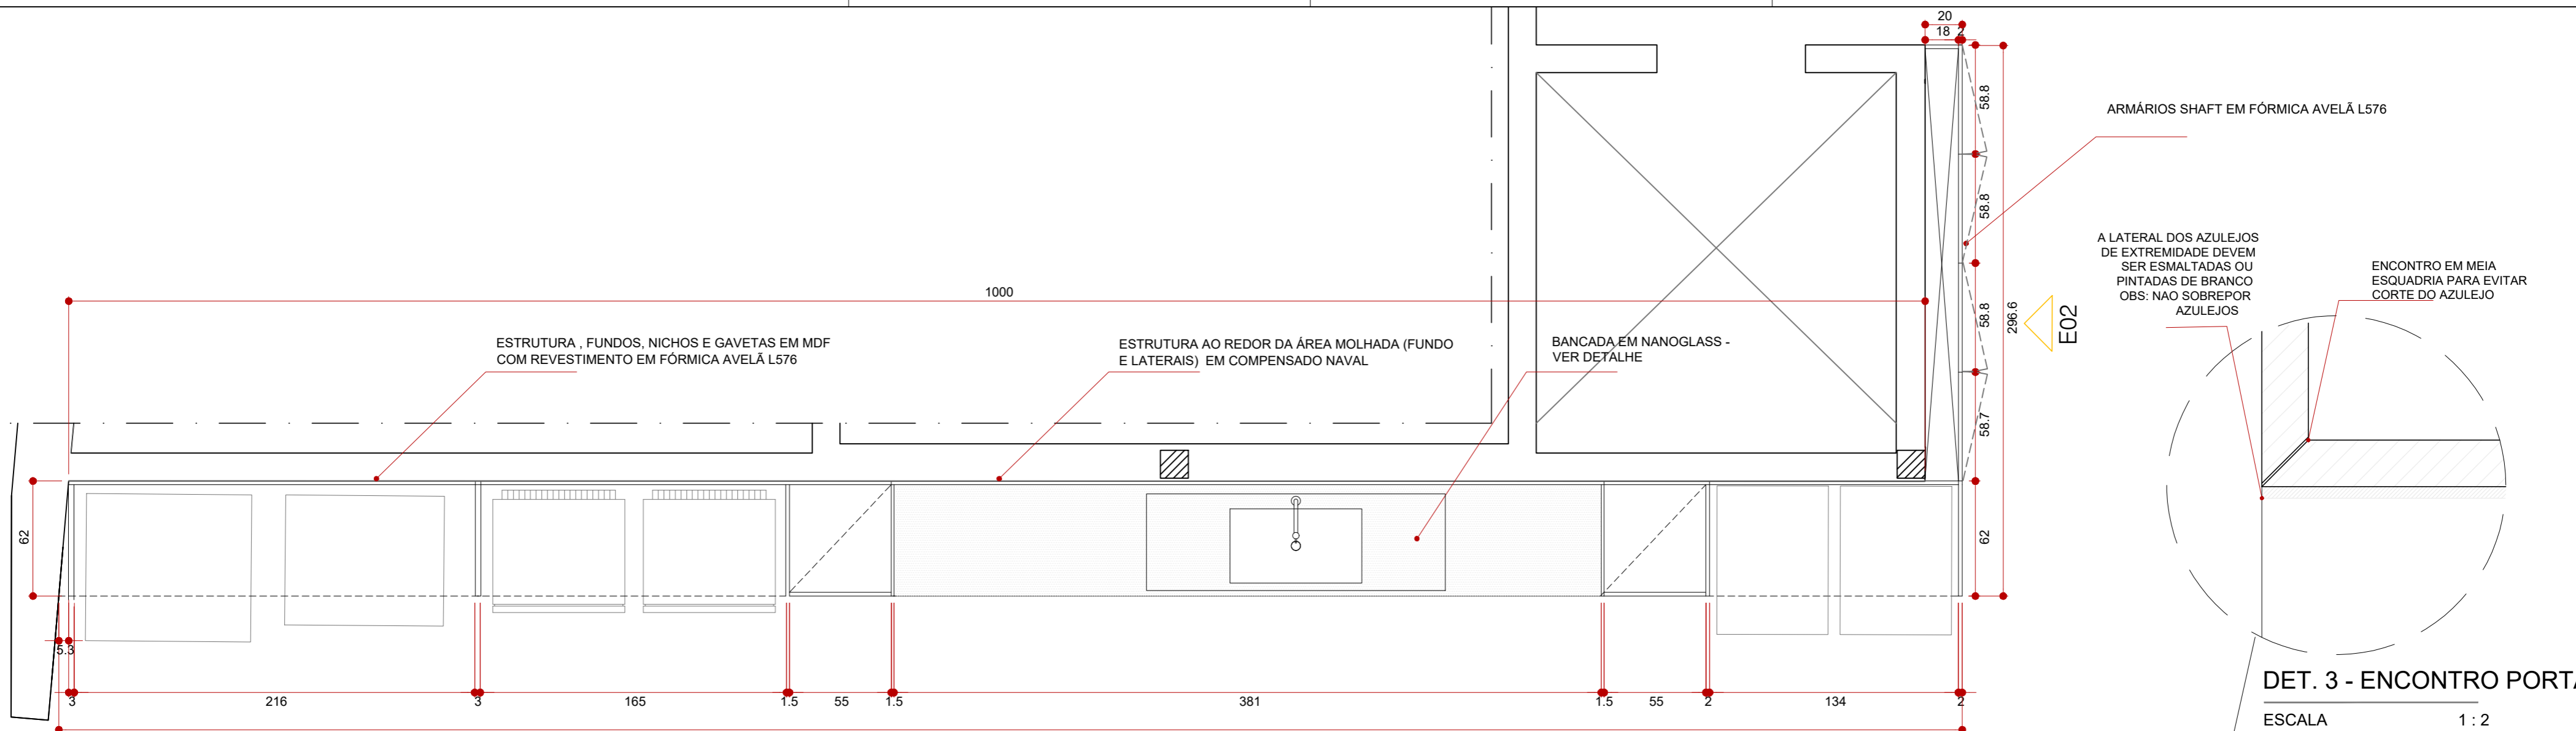 20
18 2
58.8
ARMÁRIOS SHAFT EM FÓRMICA AVELÃ L576
58.8
A LATERAL DOS AZULEJOS
DE EXTREMIDADE DEVEM
SER ESMALTADAS OU
PINTADAS DE BRANCO
OBS: NAO SOBREPOR
AZULEJOS
ENCONTRO EM MEIA
ESQUADRIA PARA EVITAR
CORTE DO AZULEJO
1000
58.8
296.6
E02
ESTRUTURA , FUNDOS, NICHOS E GAVETAS EM MDF
COM REVESTIMENTO EM FÓRMICA AVELÃ L576
ESTRUTURA AO REDOR DA ÁREA MOLHADA (FUNDO
E LATERAIS) EM COMPENSADO NAVAL
BANCADA EM NANOGLASS -
VER DETALHE
58.7
62
62
5.3
3
216
3
165
1.5
55
1.5
381
1.5
55
2
134
2
DET. 3 - ENCONTRO PORTA
ESCALA 1 : 2